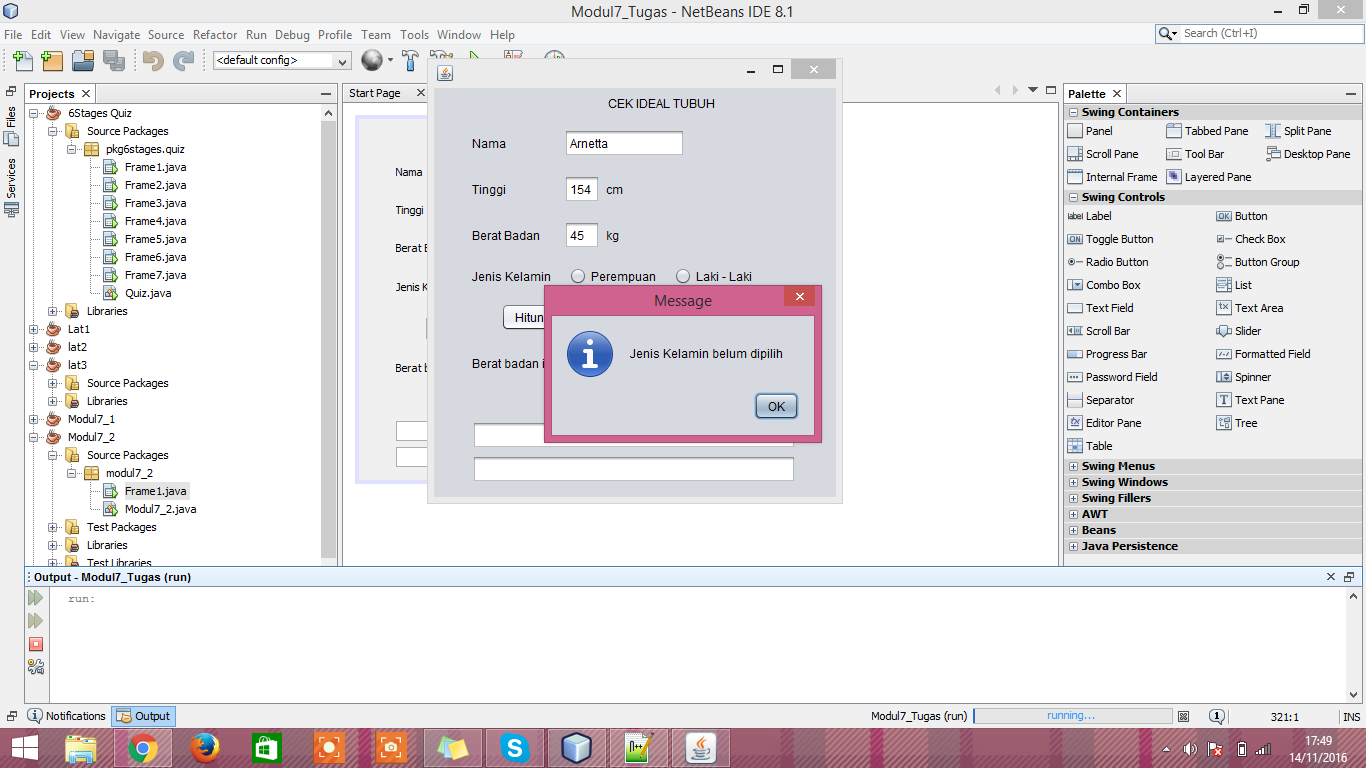 Modul7_Tugas - NetBeans IDE 8.1
File Edit View Navigate Source Refactor Run Debug Profile Team Tools Window Help
Search (Ctrl+I)
<default config>
Files
Services
Projects
6Stages Quiz
Source Packages
pkg6stages.quiz
Frame1.java
Frame2.java
Frame3.java
Frame4.java
Frame5.java
Frame6.java
Frame7.java
Quiz.java
Libraries
Lat1
lat2
lat3
Source Packages
Libraries
Modul7_1
Modul7_2
Source Packages
modul7_2
Frame1.java
Modul7_2.java
Test Packages
Libraries
Test Libraries
Start Page
Nama
Tinggi
Berat B
Jenis K
Berat b
CEK IDEAL TUBUH
Nama Arnetta
Tinggi 154 cm
Berat Badan 45 kg
Jenis Kelamin Perempuan Laki - Laki
Hitun
Berat badan i
Message
Jenis Kelamin belum dipilih
OK
Palette
Swing Containers
Panel Tabbed Pane Split Pane
Scroll Pane Tool Bar Desktop Pane
Internal Frame Layered Pane
Swing Controls
label Label OK Button
ON Toggle Button Check Box
Radio Button Button Group
Combo Box List
Text Field Text Area
Scroll Bar Slider
Progress Bar Formatted Field
Password Field Spinner
Separator T Text Pane
Editor Pane Tree
Table
Swing Menus
Swing Windows
Swing Fillers
AWT
Beans
Java Persistence
Output - Modul7_Tugas (run)
run:
Notifications Output
Modul7_Tugas (run) running... 1 321:1 INS
17:49
14/11/2016